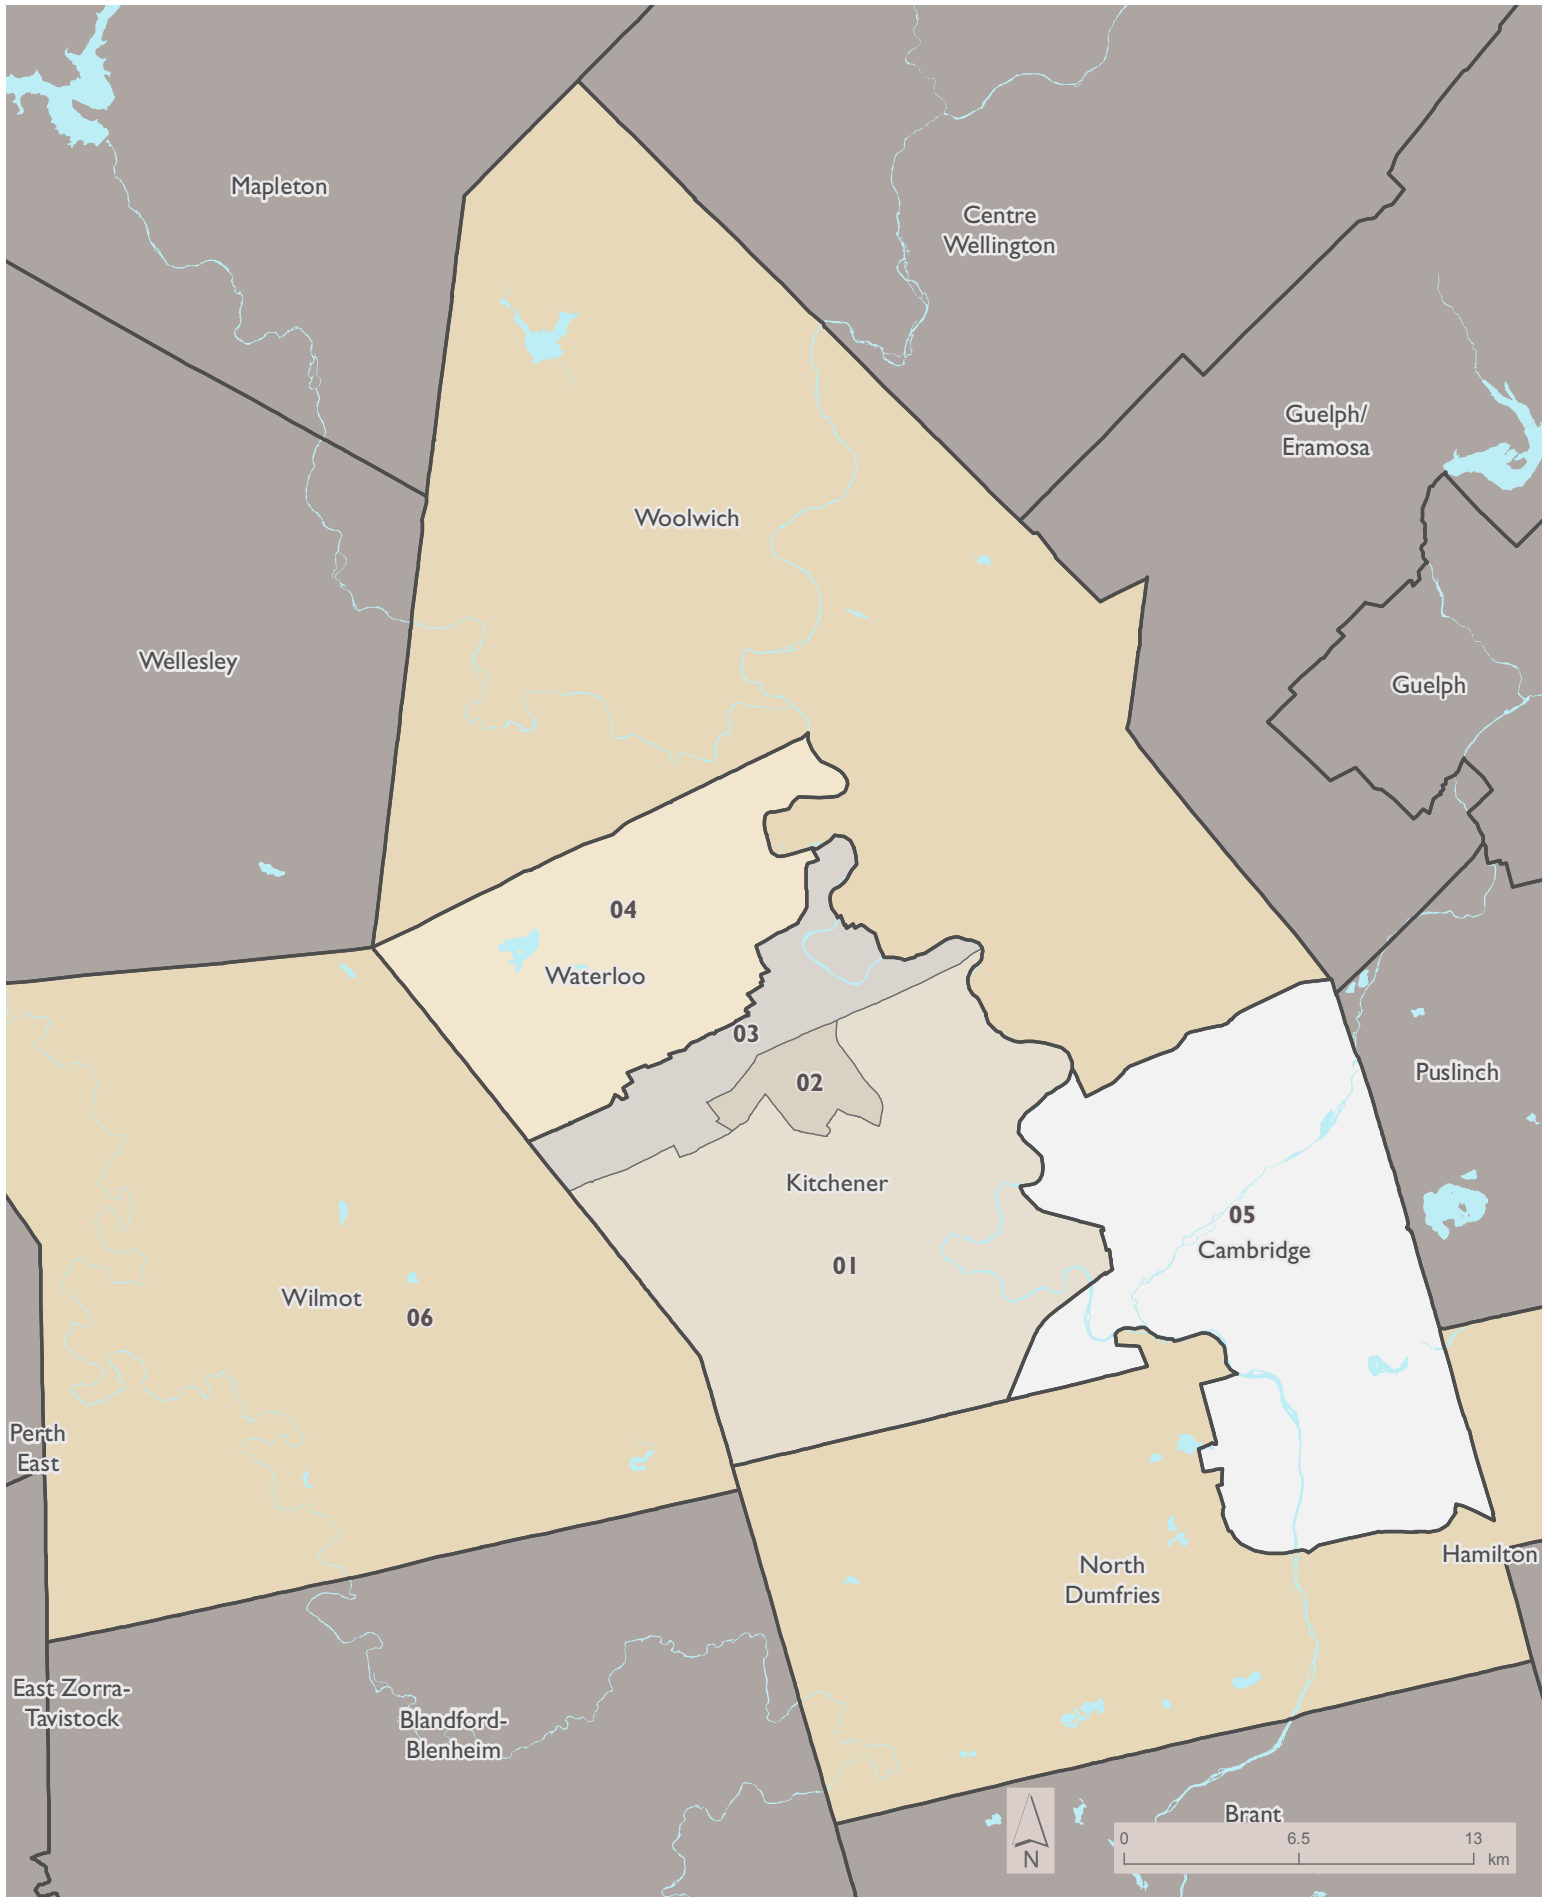 Mapleton
Centre
Wellington
Guelph/
Eramosa
Woolwich
Wellesley
Guelph
04
Waterloo
03
02
Puslinch
Kitchener
05
Cambridge
01
Wilmot
06
Perth
East
Hamilton
North
Dumfries
East Zorra-
Tavistock
Blandford-
Blenheim
Brant
N
0 6.5 13
km